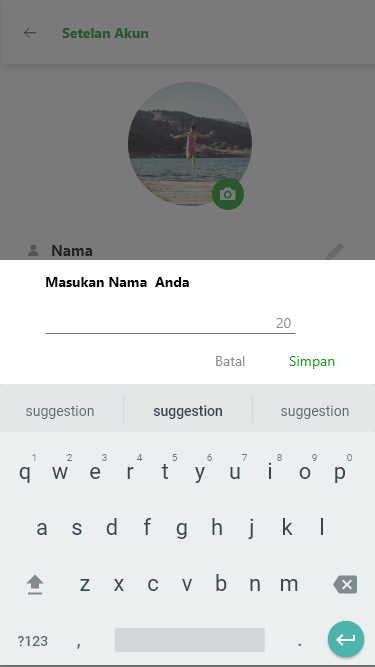 Setelan Akun
Nama
Masukan Nama  Anda
20
Batal Simpan
suggestion suggestion suggestion
1 2 3 4 5 6 7 8 9 0
q w e r t y u i o p
a s d f g h j k l
z x c v b n m
?123 , .